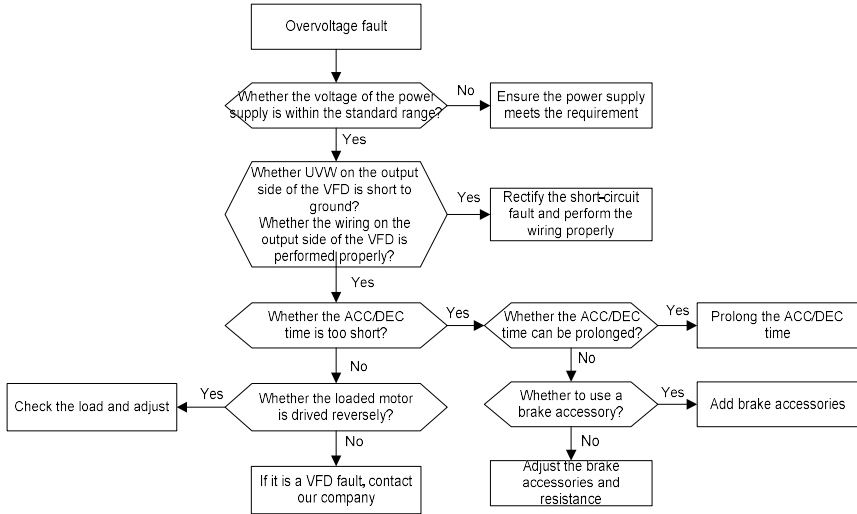 Overvoltage fault
Whether the voltage of the power
supply is within the standard range?
No
Ensure the power supply
meets the requirement
Yes
Whether UVW on the output
side of the VFD is short to
ground?
Whether the wiring on the
output side of the VFD is
performed properly?
Yes
Rectify the short-circuit
fault and perform the
wiring properly
Yes
Whether the ACC/DEC
time is too short?
Yes
Whether the ACC/DEC
time can be prolonged?
Yes
Prolong the ACC/DEC
time
No
No
Check the load and adjust
Yes
Whether the loaded motor
is drived reversely?
Whether to use a
brake accessory?
Yes
Add brake accessories
No
No
If it is a VFD fault, contact
our company
Adjust the brake
accessories and
resistance